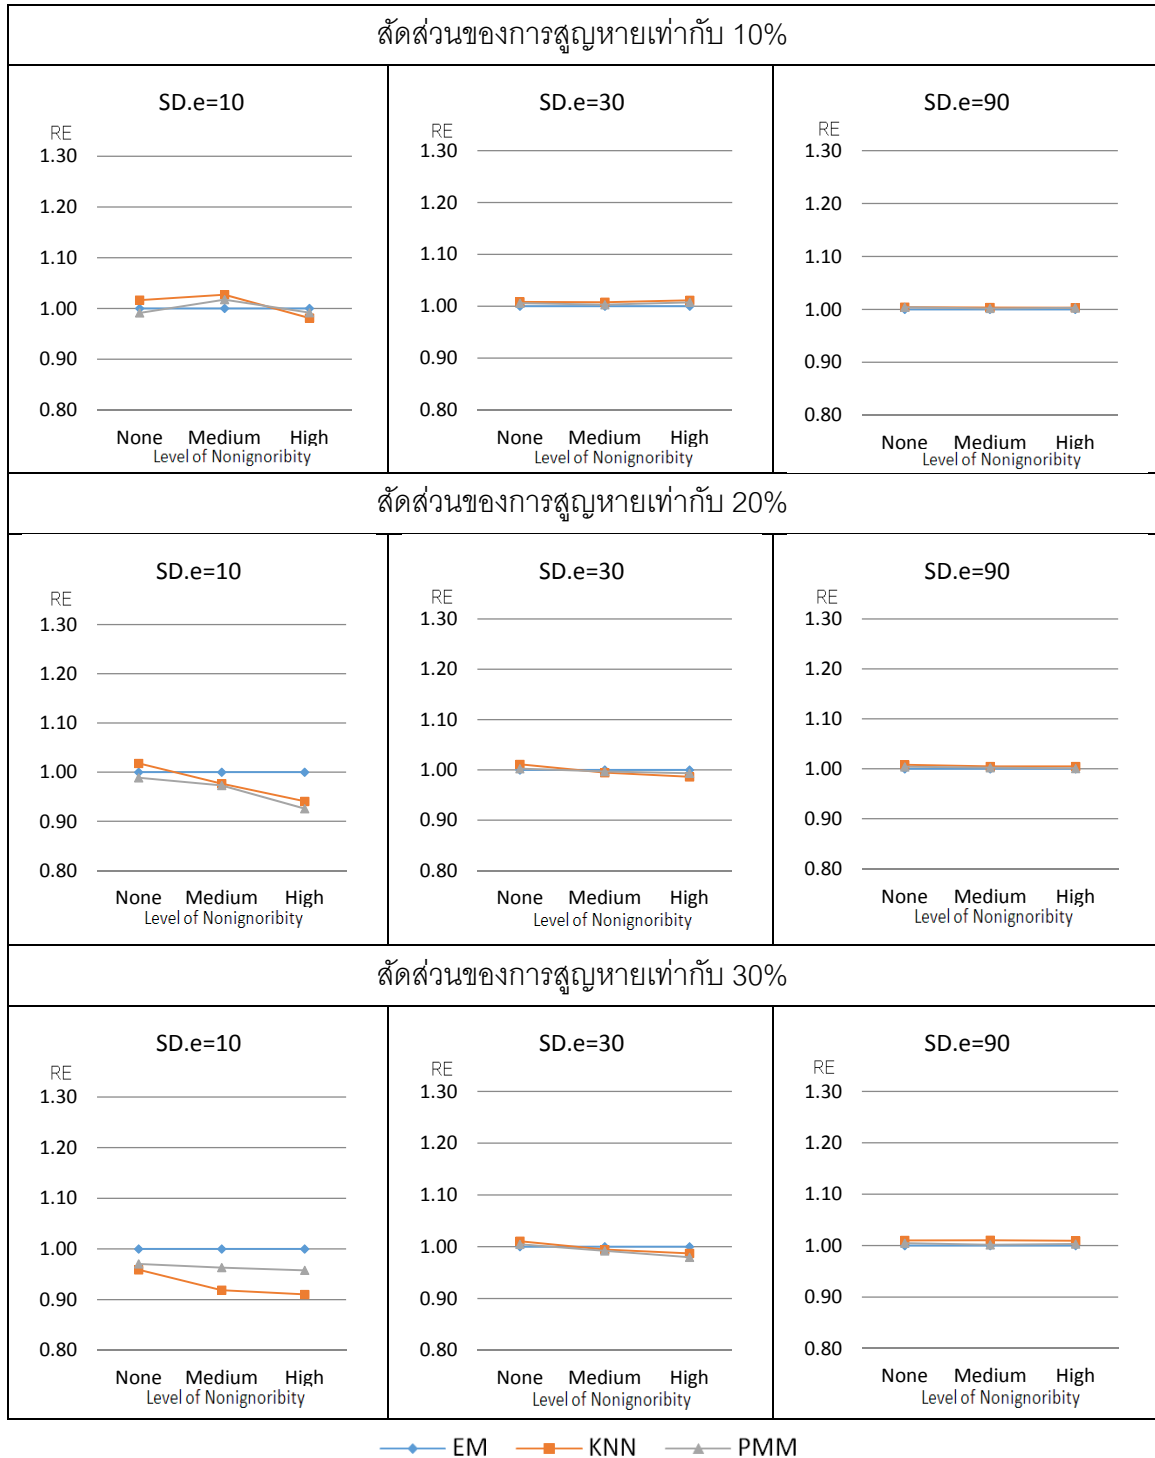 สัดส่วนของการสูญหายเท่ากับ 10%
SD.e=10
RE
1.30
1.20
1.10
1.00
0.90
0.80
None Medium High
Level of Nonignoribity
SD.e=30
RE
1.30
1.20
1.10
1.00
0.90
0.80
None Medium High
Level of Nonignoribity
SD.e=90
RE
1.30
1.20
1.10
1.00
0.90
0.80
None Medium High
Level of Nonignoribity
สัดส่วนของการสูญหายเท่ากับ 20%
SD.e=10
RE
1.30
1.20
1.10
1.00
0.90
0.80
None Medium High
Level of Nonignoribity
SD.e=30
RE
1.30
1.20
1.10
1.00
0.90
0.80
None Medium High
Level of Nonignoribity
SD.e=90
RE
1.30
1.20
1.10
1.00
0.90
0.80
None Medium High
Level of Nonignoribity
สัดส่วนของการสูญหายเท่ากับ 30%
SD.e=10
RE
1.30
1.20
1.10
1.00
0.90
0.80
None Medium High
Level of Nonignoribity
SD.e=30
RE
1.30
1.20
1.10
1.00
0.90
0.80
None Medium High
Level of Nonignoribity
SD.e=90
RE
1.30
1.20
1.10
1.00
0.90
0.80
None Medium High
Level of Nonignoribity
EM KNN PMM